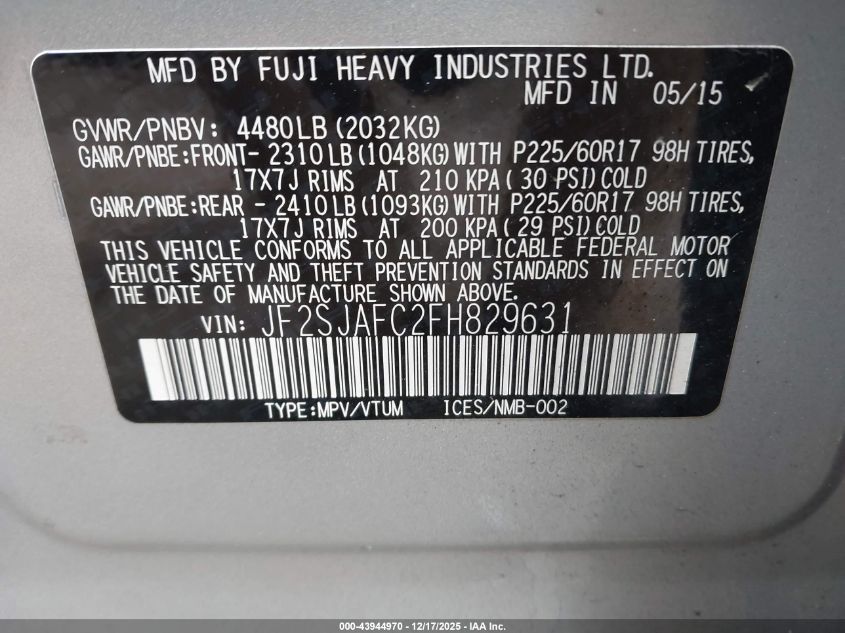 MFD BY FUJI HEAVY INDUSTRIES LTD.
MFD IN 05/15
GVWR/PNBV: 4480LB(2032KG)
GAWR/PNBE:FRONT- 2310LB(1048KG)WITH P225/60R17 98H TIRES,
17X7J RIMS AT 210 KPA(30 PSI)COLD
GAWR/PNBE:REAR - 2410LB(1093KG)WITH P225/60R17 98H TIRES,
17X7J RIMS AT 200 KPA(29 PSI)COLD
THIS VEHICLE CONFORMS TO ALL APPLICABLE FEDERAL MOTOR
VEHICLE SAFETY AND THEFT PREVENTION STANDARDS IN EFFECT ON
THE DATE OF MANUFACTURE SHOWN ABOVE.
VIN: JF2SJAFC2FH829631
TYPE:MPV/VTUM ICES/NMB-002
000-43944970 | 12/17/2025 - IAA Inc.